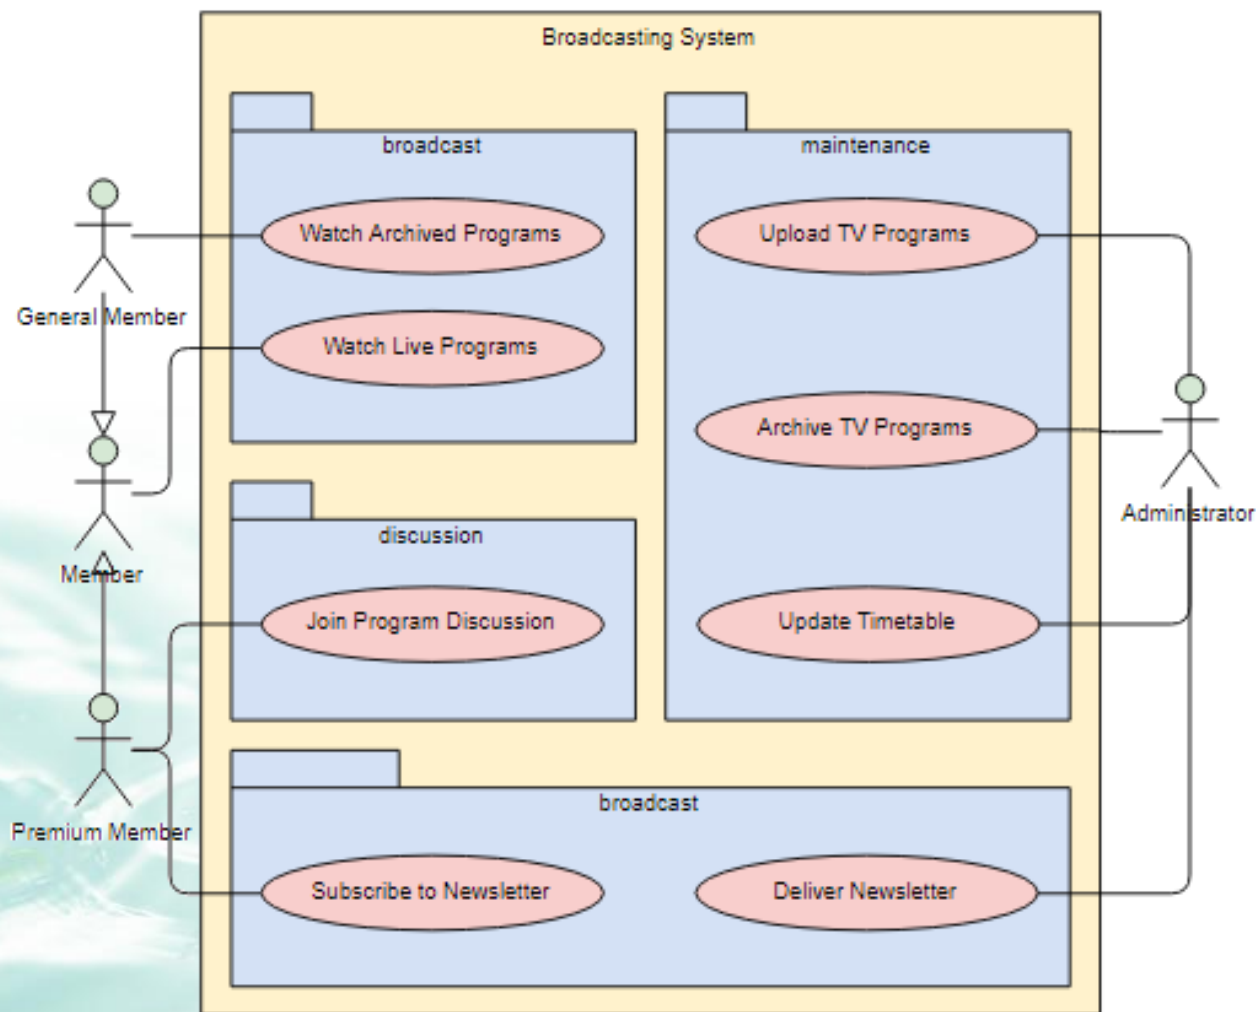 Broadcasting System
broadcast
maintenance
Watch Archived Programs
Upload TV Programs
General Member
Watch Live Programs
Archive TV Programs
Member
discussion
Administrator
Join Program Discussion
Update Timetable
Premium Member
broadcast
Subscribe to Newsletter
Deliver Newsletter